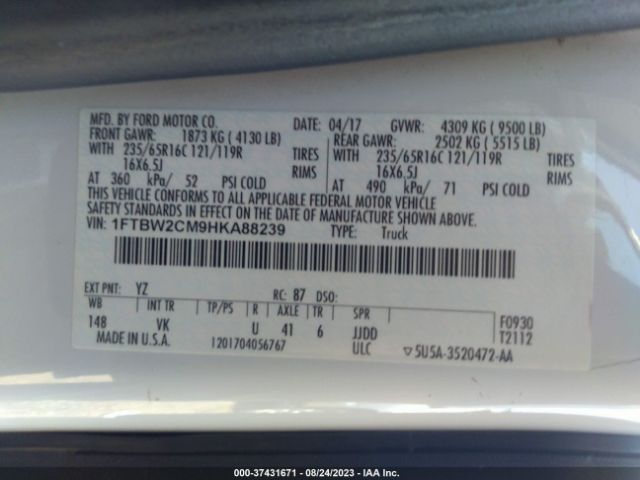 MFD. BY FORD MOTOR CO. DATE: 04/17 GVWR: 4309 KG ( 9500 LB)
FRONT GAWR: 1873 KG ( 4130 LB) REAR GAWR: 2502 KG ( 5515 LB)
WITH 235/65R16C 121/119R TIRES WITH 235/65R16C 121/119R TIRES
16X6.5J RIMS 16X6.5J RIMS
AT 360 kPa/ 52 PSI COLD AT 490 kPa/ 71 PSI COLD
THIS VEHICLE CONFORMS TO ALL APPLICABLE FEDERAL MOTOR VEHICLE
SAFETY STANDARDS IN EFFECT ON THE DATE OF MANUFACTURE SHOWN ABOVE.
VIN: 1FTBW2CM9HKA88239 TYPE: Truck
EXT PNT: YZ RC: 87 DSO:
WB INT TR TP/PS R AXLE TR SPR
148 VK U 41 6 JJDD F0930
MADE IN U.S.A. 1201704056767 ULC T2112
▽5U5A-3520472-AA
000-37431671 - 08/24/2023 - IAA Inc.